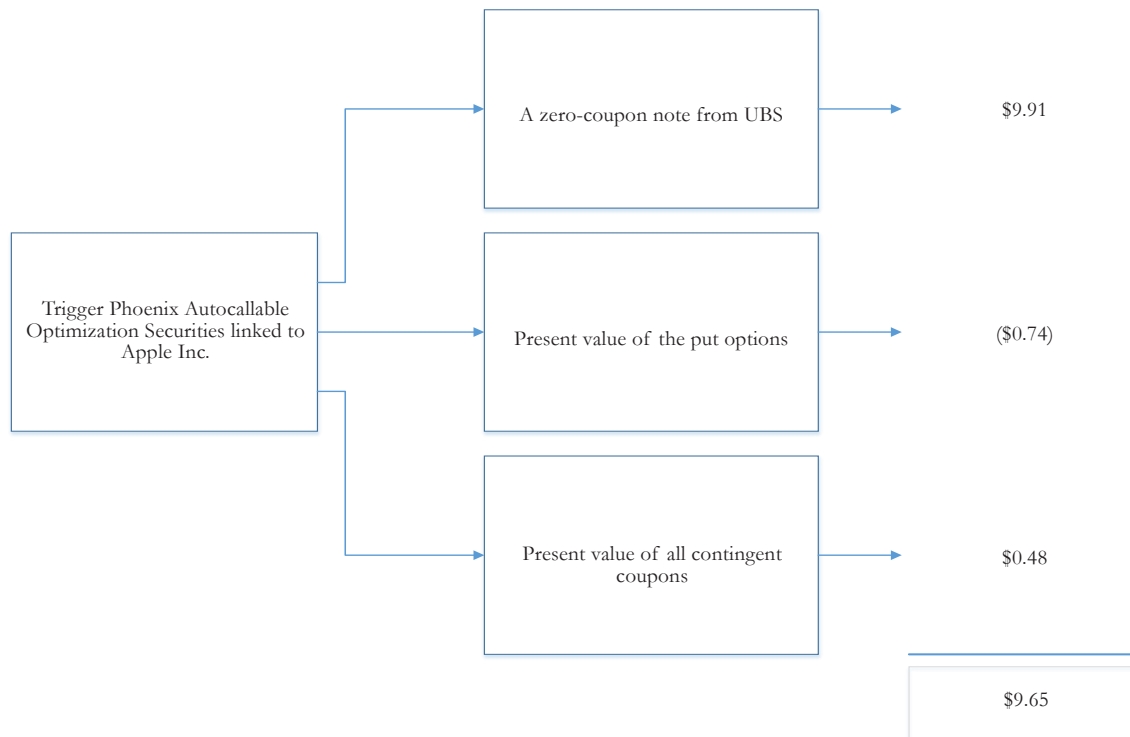 A zero-coupon note from UBS
$9.91
Trigger Phoenix Autocallable
Optimization Securities linked to
Apple Inc.
Present value of the put options
($0.74)
Present value of all contingent
coupons
$0.48
$9.65